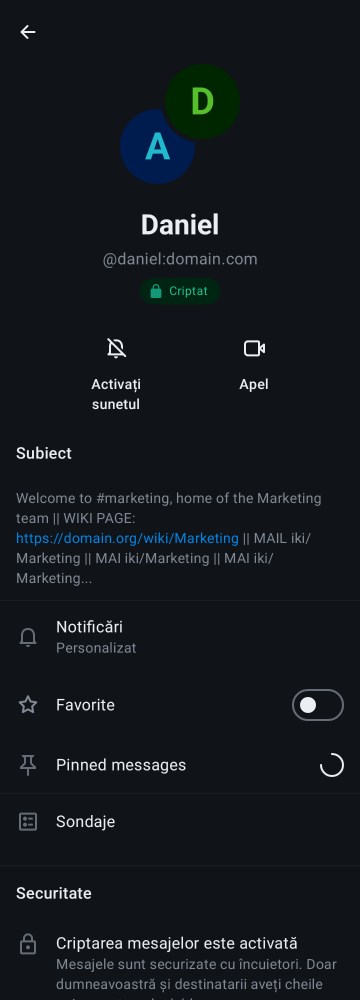 D
A
Daniel
@daniel:domain.com
Criptat
Activați
sunetul
Apel
Subiect
Welcome to #marketing, home of the Marketing
team || WIKI PAGE:
https://domain.org/wiki/Marketing || MAIL iki/
Marketing || MAI iki/Marketing || MAI iki/
Marketing...
Notificări
Personalizat
Favorite
Pinned messages
Sondaje
Securitate
Criptarea mesajelor este activată
Mesajele sunt securizate cu încuietori. Doar
dumneavoastră și destinatarii aveți cheile